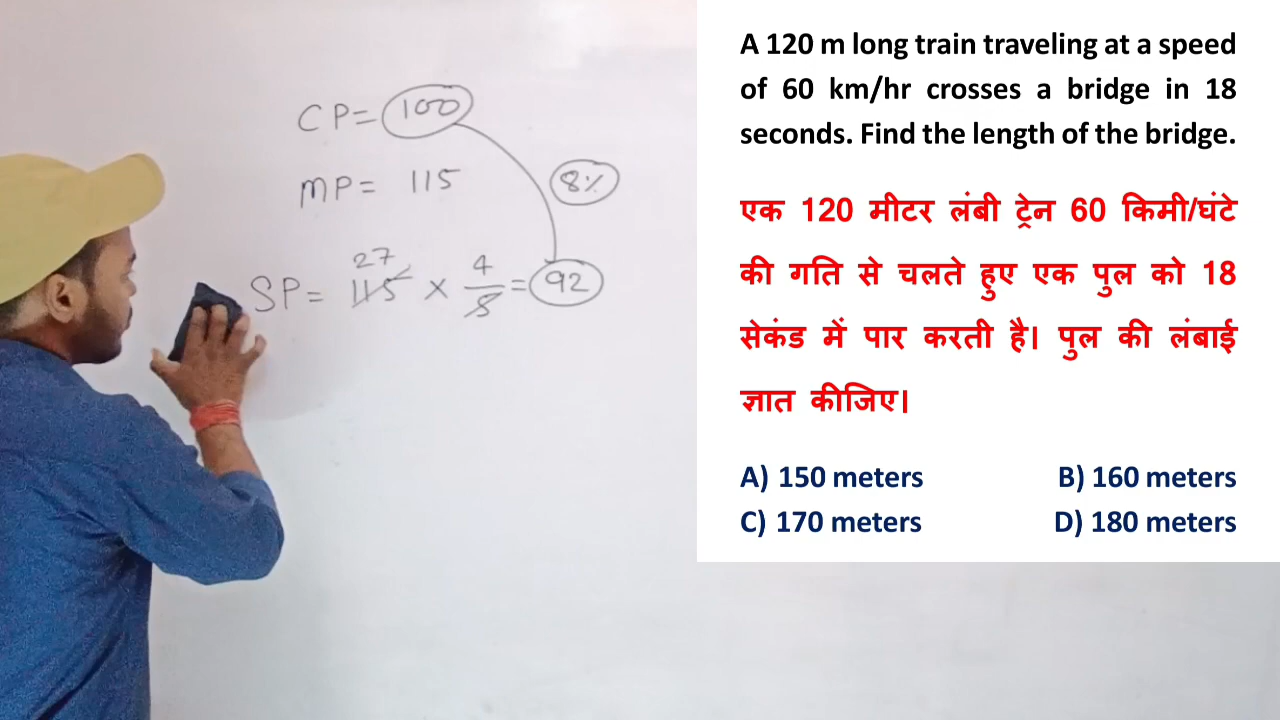 CP = 100
MP = 115
8%
27
SP = 115 × 4/5 = 92
A 120 m long train traveling at a speed
of 60 km/hr crosses a bridge in 18
seconds. Find the length of the bridge.
एक 120 मीटर लंबी ट्रेन 60 किमी/घंटे
की गति से चलते हुए एक पुल को 18
सेकंड में पार करती है। पुल की लंबाई
ज्ञात कीजिए।
A) 150 meters B) 160 meters
C) 170 meters D) 180 meters